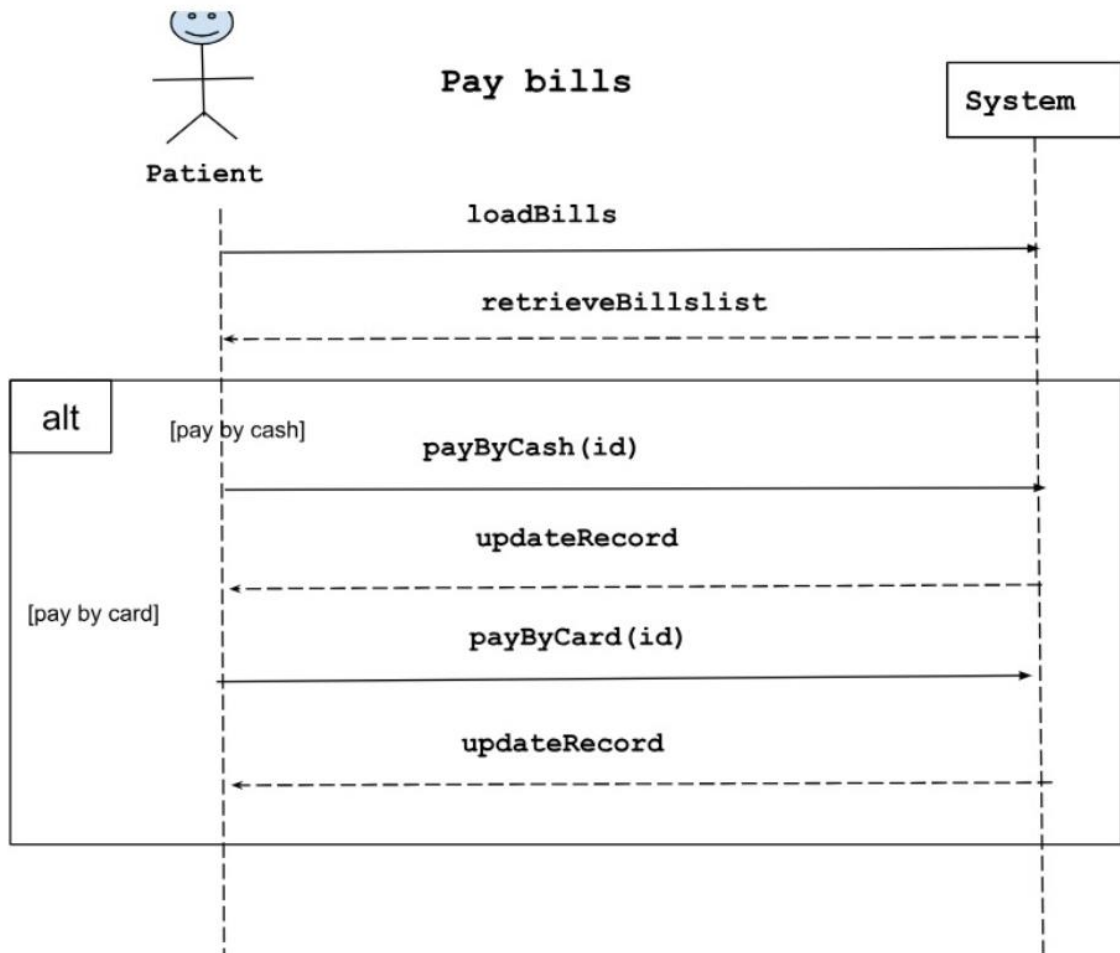 Pay bills
System
Patient
loadBills
retrieveBillslist
alt
[pay by cash]
payByCash(id)
updateRecord
[pay by card]
payByCard(id)
updateRecord